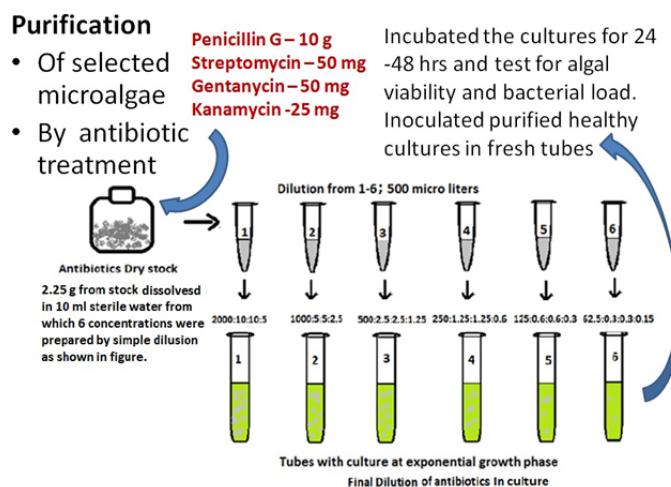 Purification
• Of selected
microalgae
• By antibiotic
treatment
Penicillin G – 10 g
Streptomycin – 50 mg
Gentanycin – 50 mg
Kanamycin -25 mg
Incubated the cultures for 24
-48 hrs and test for algal
viability and bacterial load.
Inoculated purified healthy
cultures in fresh tubes
Dilution from 1-6; 500 micro liters
1 2 3 4 5 6
Antibiotics Dry stock
2.25 g from stock dissolvesd
in 10 ml sterile water from
which 6 concentrations were
prepared by simple dilusion
as shown in figure.
2000:10:10:5 1000:5:5:2.5 500:2.5:2.5:1.25 250:1.25:1.25:0.6 125:0.6:0.6:0.3 62.5:0.3:0.3:0.15
1 2 3 4 5 6
Tubes with culture at exponential growth phase
Final Dilution of antibiotics In culture